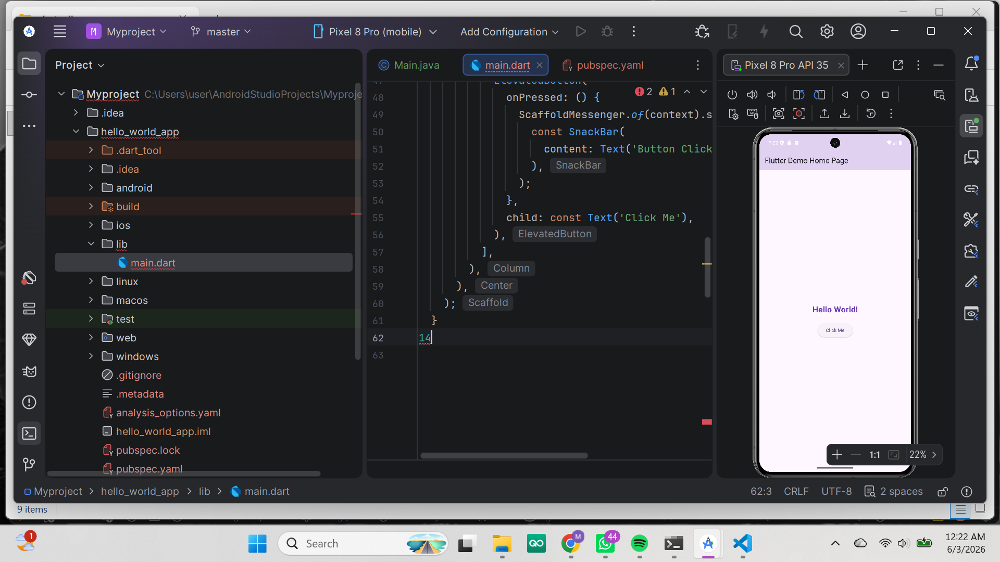 M Myproject
master
Pixel 8 Pro (mobile)
Add Configuration
Project
Main.java
main.dart
pubspec.yaml
Pixel 8 Pro API 35
Myproject C:\Users\user\AndroidStudioProjects\Myproje
.idea
hello_world_app
.dart_tool
.idea
android
build
ios
lib
main.dart
linux
macos
test
web
windows
.gitignore
.metadata
analysis_options.yaml
hello_world_app.iml
pubspec.lock
pubspec.yaml
2 1
47 ElevatedButton(
48 onPressed: () {
49 ScaffoldMessenger.of(context).s
50 const SnackBar(
51 content: Text('Button Click
52 ), SnackBar
53 );
54 },
55 child: const Text('Click Me'),
56 ), ElevatedButton
57 ],
58 ), Column
59 ), Center
60 ); Scaffold
61 }
62 14
63
9:22
Flutter Demo Home Page
Hello World!
Click Me
1:1 22%
Myproject > hello_world_app > lib > main.dart
62:3 CRLF UTF-8 2 spaces
9 items
1
Search
M
44
12:22 AM
6/3/2026